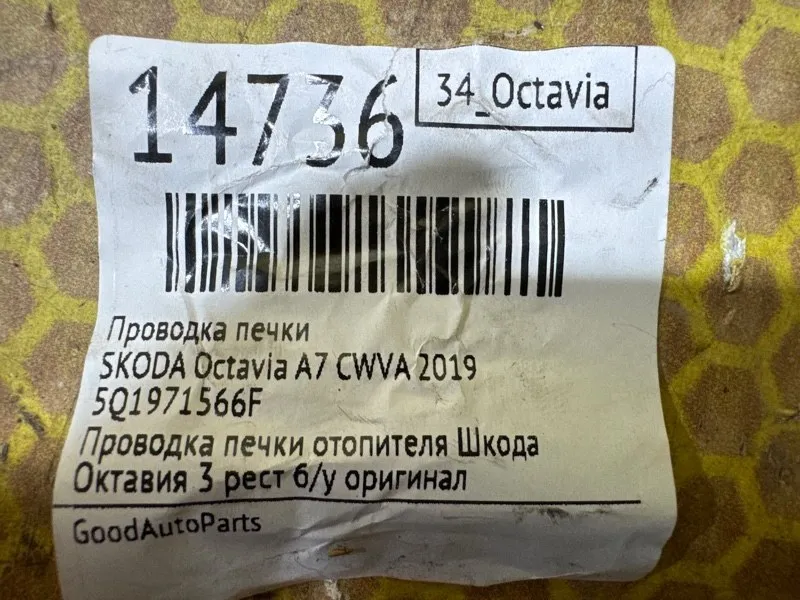 14736
34_Octavia
Проводка печки
SKODA Octavia A7 CWVA 2019
5Q1971566F
Проводка печки отопителя Шкода
Октавия 3 рест б/у оригинал
GoodAutoParts